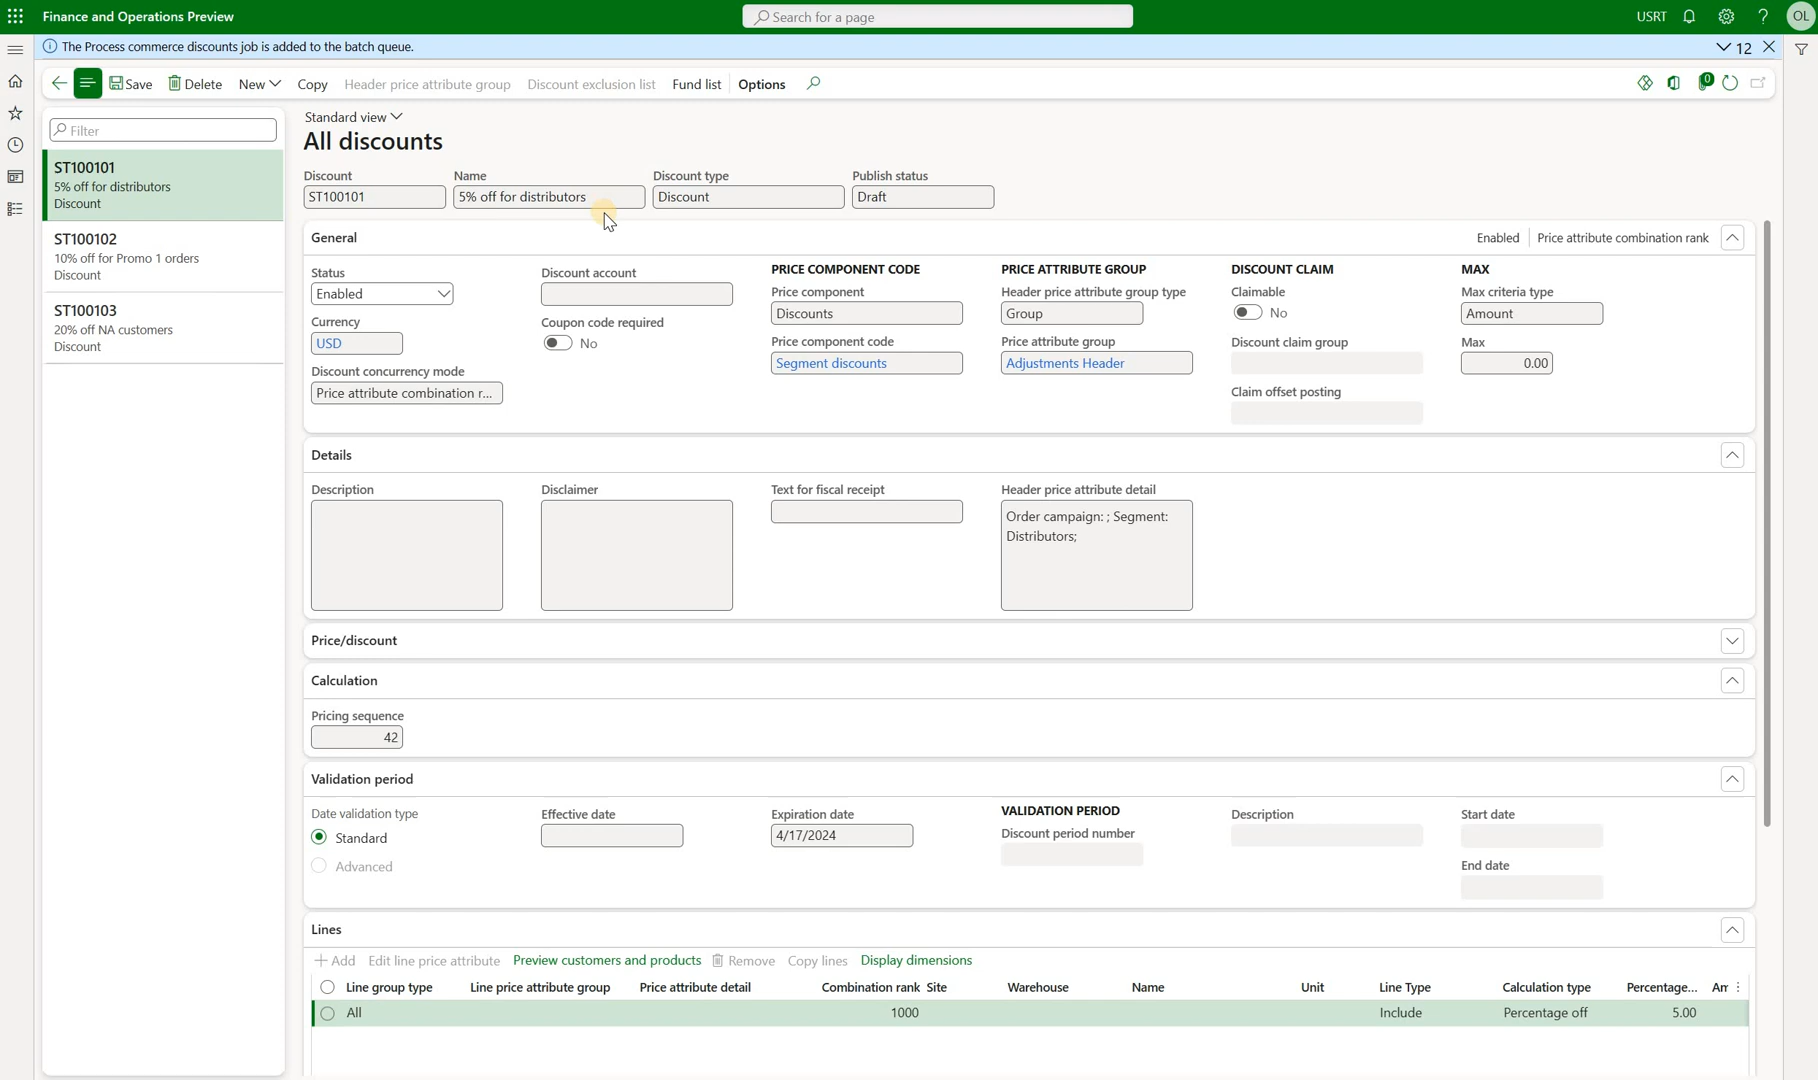 Finance and Operations Preview
Search for a page
USRT
?
OL
The Process commerce discounts job is added to the batch queue.
12
Save
Delete
New
Copy
Header price attribute group
Discount exclusion list
Fund list
Options
0
Filter
ST100101
5% off for distributors
Discount
ST100102
10% off for Promo 1 orders
Discount
ST100103
20% off NA customers
Discount
Standard view
All discounts
Discount Name Discount type Publish status
ST100101 5% off for distributors Discount Draft
General Enabled Price attribute combination rank
Status
Enabled
Currency
USD
Discount concurrency mode
Price attribute combination r...
Discount account
Coupon code required
No
PRICE COMPONENT CODE
Price component
Discounts
Price component code
Segment discounts
PRICE ATTRIBUTE GROUP
Header price attribute group type
Group
Price attribute group
Adjustments Header
DISCOUNT CLAIM
Claimable
No
Discount claim group
Claim offset posting
MAX
Max criteria type
Amount
Max
0.00
Details
Description
Disclaimer
Text for fiscal receipt
Header price attribute detail
Order campaign: ; Segment:
Distributors;
Price/discount
Calculation
Pricing sequence
42
Validation period
Date validation type
Standard
Advanced
Effective date
Expiration date
4/17/2024
VALIDATION PERIOD
Discount period number
Description
Start date
End date
Lines
Add Edit line price attribute Preview customers and products Remove Copy lines Display dimensions
Line group type Line price attribute group Price attribute detail Combination rank Site Warehouse Name Unit Line Type Calculation type Percentage... Am
All 1000 Include Percentage off 5.00